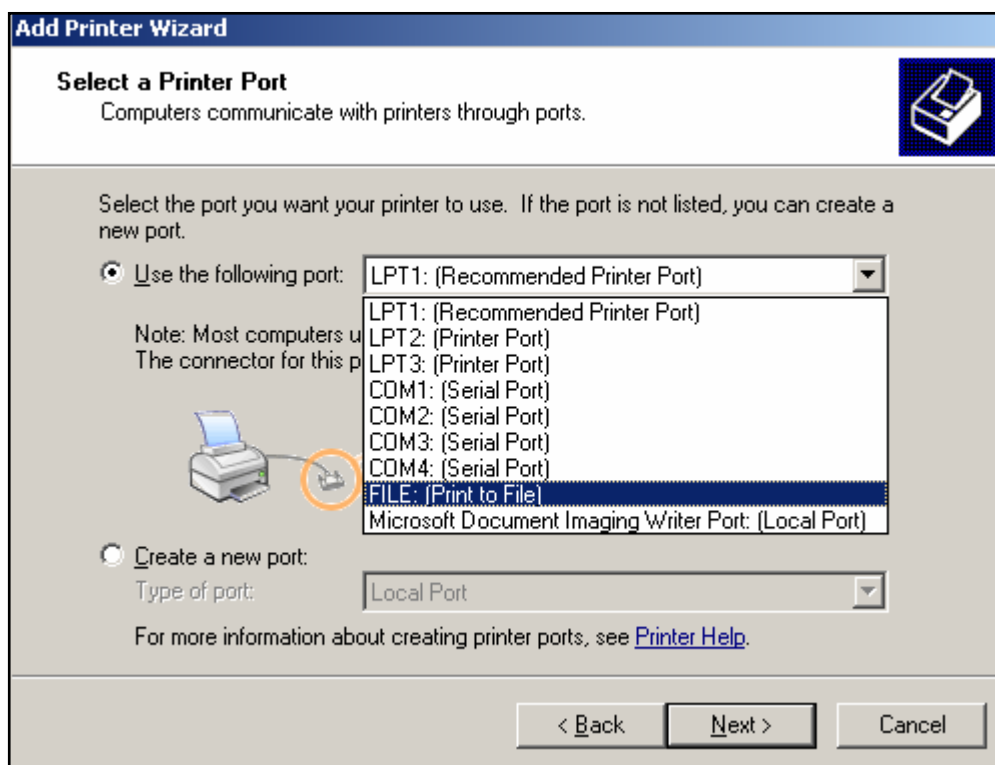 Add Printer Wizard
Select a Printer Port
Computers communicate with printers through ports.
Select the port you want your printer to use.  If the port is not listed, you can create a
new port.
Use the following port:
LPT1: (Recommended Printer Port)
LPT1: (Recommended Printer Port)
Note: Most computers u
LPT2: (Printer Port)
The connector for this p
LPT3: (Printer Port)
COM1: (Serial Port)
COM2: (Serial Port)
COM3: (Serial Port)
COM4: (Serial Port)
FILE: (Print to File)
Microsoft Document Imaging Writer Port: (Local Port)
Create a new port:
Type of port:
Local Port
For more information about creating printer ports, see Printer Help.
< Back
Next >
Cancel